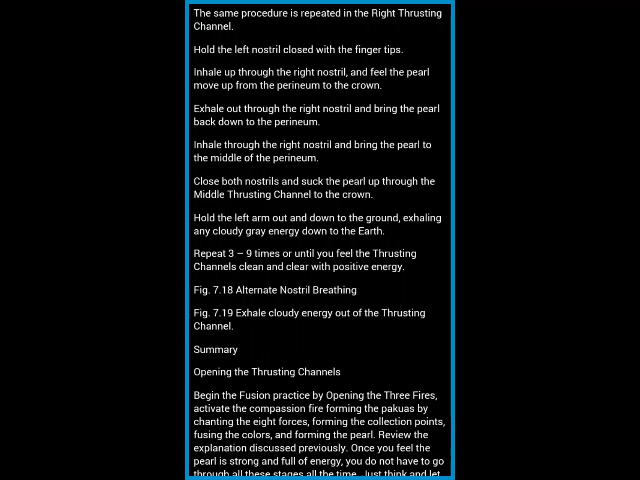 The same procedure is repeated in the Right Thrusting
Channel.
Hold the left nostril closed with the finger tips.
Inhale up through the right nostril, and feel the pearl
move up from the perineum to the crown.
Exhale out through the right nostril and bring the pearl
back down to the perineum.
Inhale through the right nostril and bring the pearl to
the middle of the perineum.
Close both nostrils and suck the pearl up through the
Middle Thrusting Channel to the crown.
Hold the left arm out and down to the ground, exhaling
any cloudy gray energy down to the Earth.
Repeat 3 – 9 times or until you feel the Thrusting
Channels clean and clear with positive energy.
Fig. 7.18 Alternate Nostril Breathing
Fig. 7.19 Exhale cloudy energy out of the Thrusting
Channel.
Summary
Opening the Thrusting Channels
Begin the Fusion practice by Opening the Three Fires,
activate the compassion fire forming the pakuas by
chanting the eight forces, forming the collection points,
fusing the colors, and forming the pearl. Review the
explanation discussed previously. Once you feel the
pearl is strong and full of energy, you do not have to go
through all these stages all the time. Just think and let